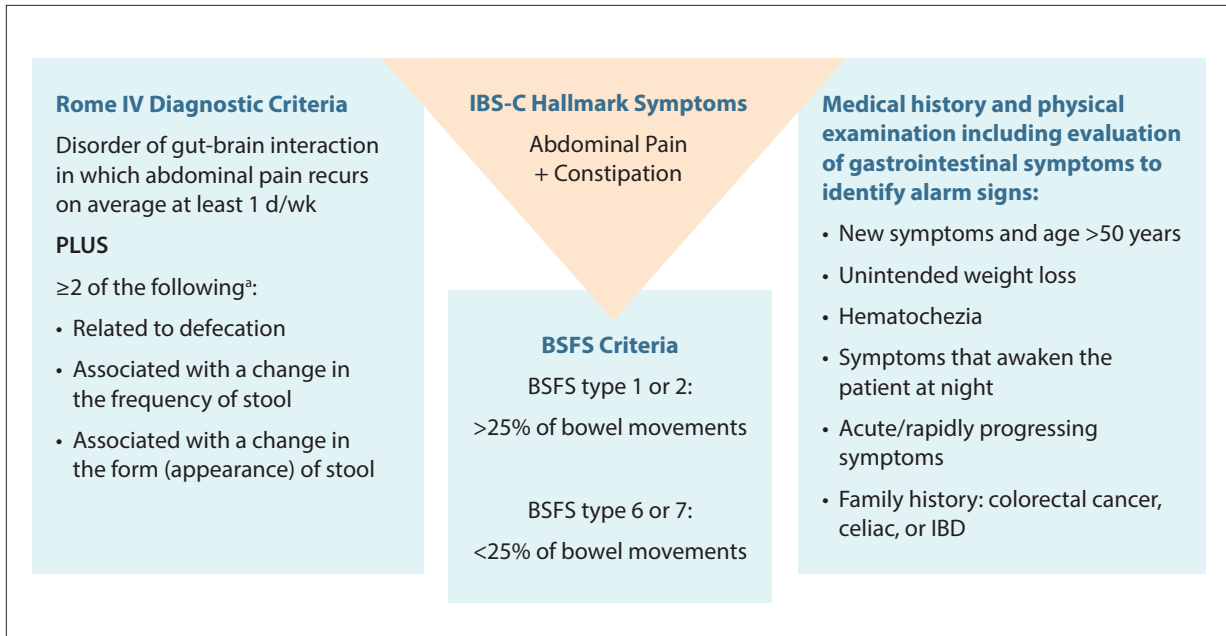 Rome IV Diagnostic Criteria
Disorder of gut-brain interaction
in which abdominal pain recurs
on average at least 1 d/wk
PLUS
≥2 of the followingᵃ:
• Related to defecation
• Associated with a change in
the frequency of stool
• Associated with a change in
the form (appearance) of stool
IBS-C Hallmark Symptoms
Abdominal Pain
+ Constipation
BSFS Criteria
BSFS type 1 or 2:
>25% of bowel movements
BSFS type 6 or 7:
<25% of bowel movements
Medical history and physical
examination including evaluation
of gastrointestinal symptoms to
identify alarm signs:
• New symptoms and age >50 years
• Unintended weight loss
• Hematochezia
• Symptoms that awaken the
patient at night
• Acute/rapidly progressing
symptoms
• Family history: colorectal cancer,
celiac, or IBD